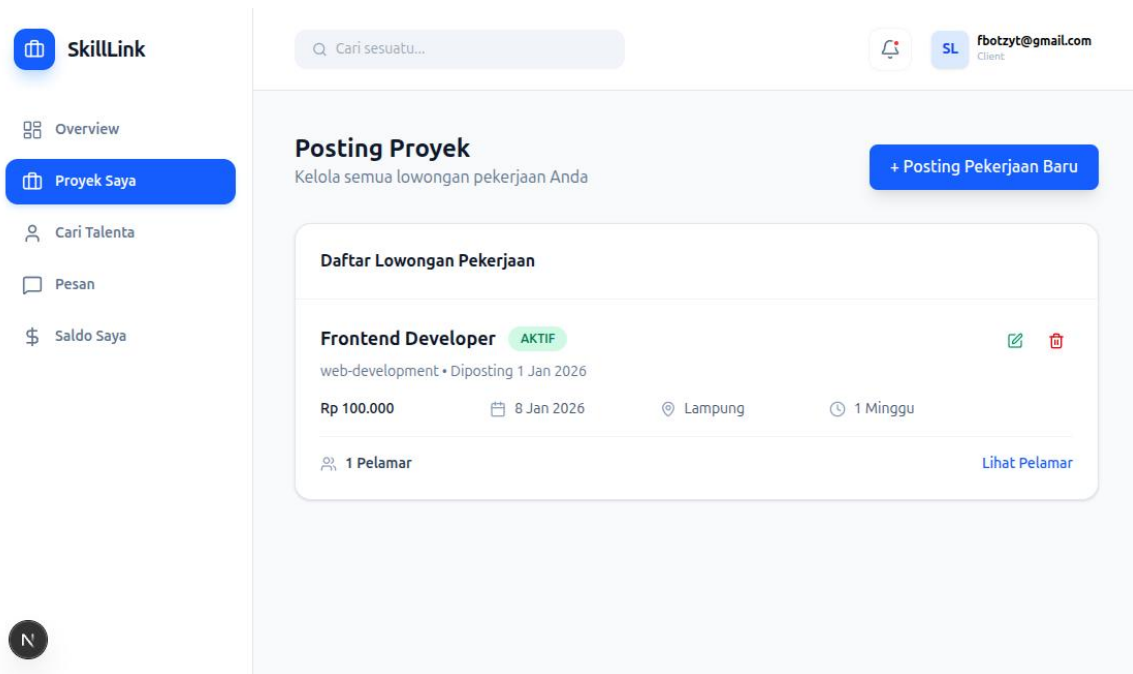 SkillLink
Cari sesuatu...
SL
fbotzyt@gmail.com
Client
Overview
Proyek Saya
Cari Talenta
Pesan
Saldo Saya
Posting Proyek
Kelola semua lowongan pekerjaan Anda
+ Posting Pekerjaan Baru
Daftar Lowongan Pekerjaan
Frontend Developer AKTIF
web-development • Diposting 1 Jan 2026
Rp 100.000 8 Jan 2026 Lampung 1 Minggu
1 Pelamar Lihat Pelamar
N